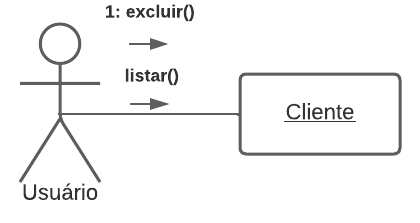 1: excluir()
listar()
Cliente
Usuário